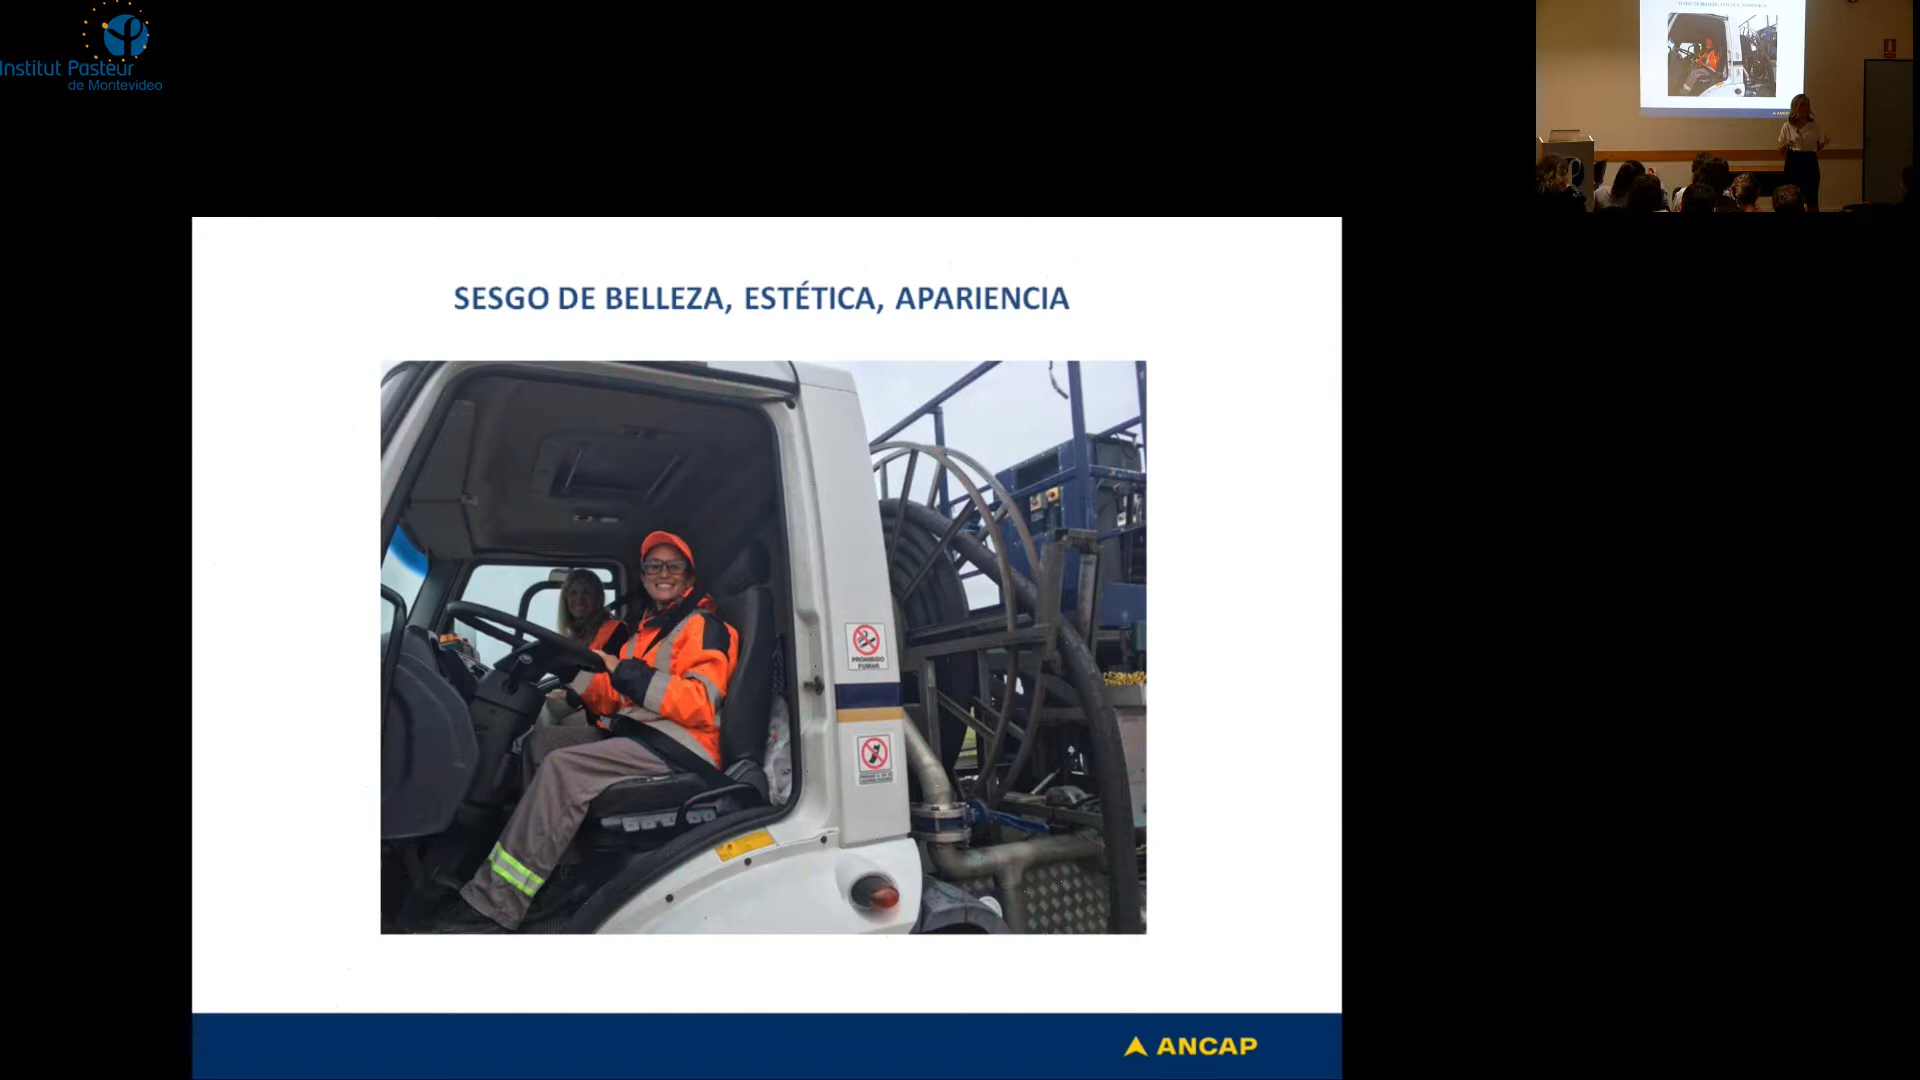 Institut Pasteur
de Montevideo
SESGO DE BELLEZA, ESTÉTICA, APARIENCIA
PROHIBIDO
FUMAR
ANCAP